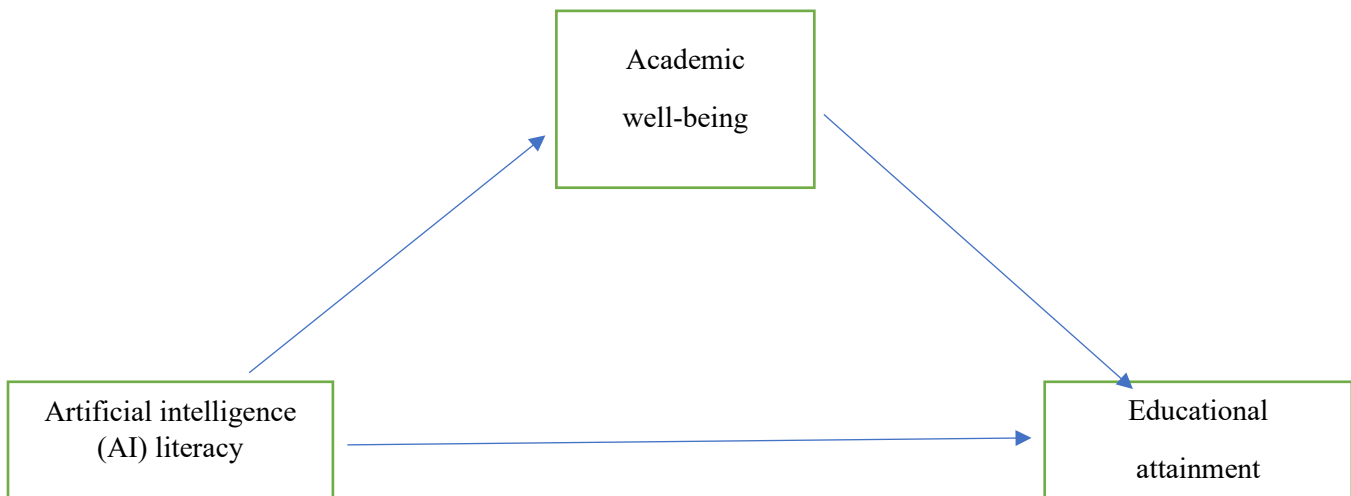 Academic
well-being
Artificial intelligence
(AI) literacy
Educational
attainment